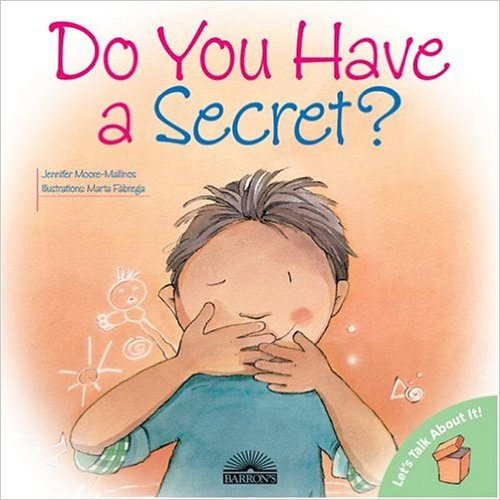 Do You Have
a Secret?
Jennifer Moore-Mallinos
Illustrations: Marta Fàbrega
Let's Talk About It!
BARRON'S